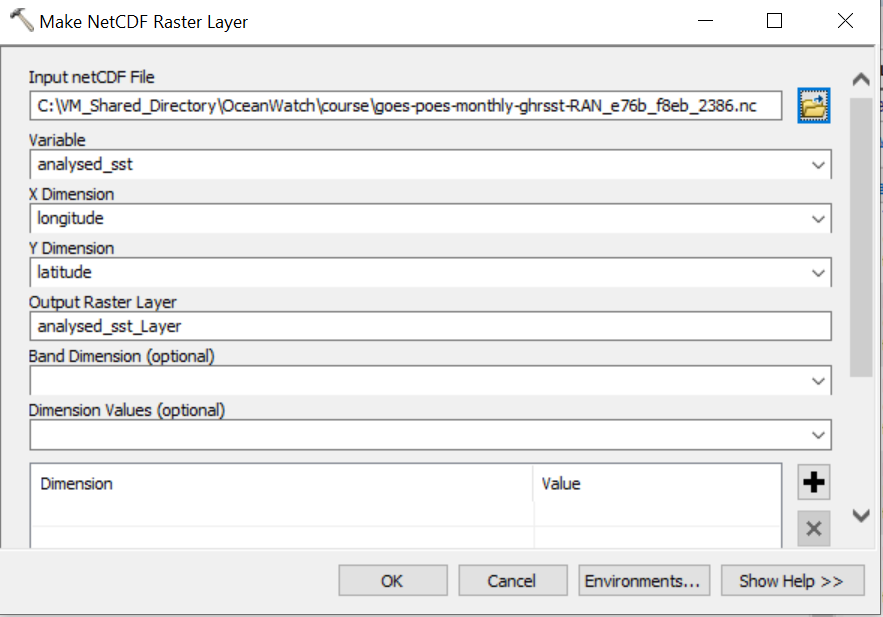 Make NetCDF Raster Layer
Input netCDF File
C:\VM_Shared_Directory\OceanWatch\course\goes-poes-monthly-ghrsst-RAN_e76b_f8eb_2386.nc
Variable
analysed_sst
X Dimension
longitude
Y Dimension
latitude
Output Raster Layer
analysed_sst_Layer
Band Dimension (optional)
Dimension Values (optional)
Dimension Value
OK Cancel Environments... Show Help >>